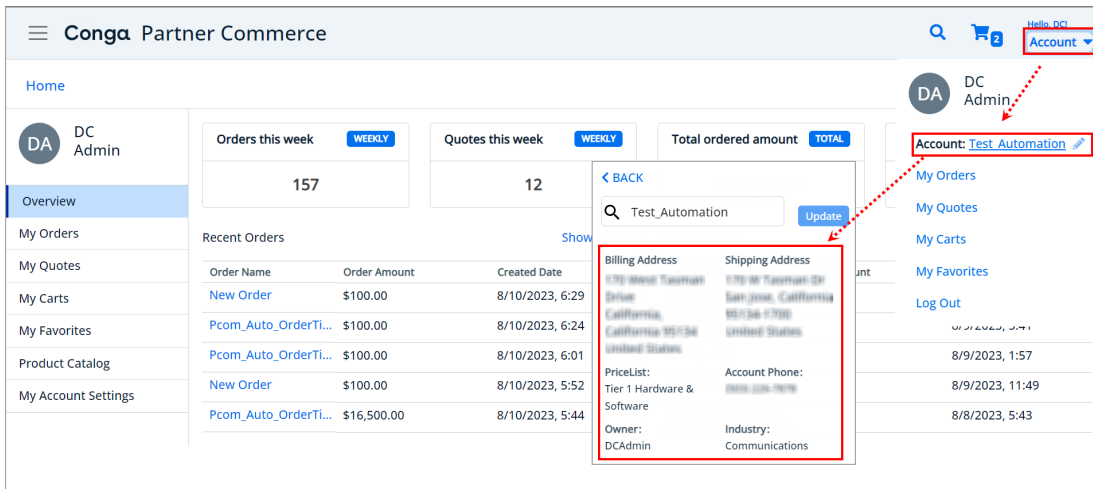 Conga Partner Commerce
2
Hello, DC!
Account
Home
DA
DC
Admin
Overview
My Orders
My Quotes
My Carts
My Favorites
Product Catalog
My Account Settings
Orders this week WEEKLY
157
Quotes this week WEEKLY
12
Total ordered amount TOTAL
Recent Orders
Show
Order Name Order Amount Created Date
New Order $100.00 8/10/2023, 6:29
Pcom_Auto_OrderTi... $100.00 8/10/2023, 6:24
Pcom_Auto_OrderTi... $100.00 8/10/2023, 6:01
New Order $100.00 8/10/2023, 5:52
Pcom_Auto_OrderTi... $16,500.00 8/10/2023, 5:44
BACK
Test_Automation
Update
Billing Address Shipping Address
PriceList: Account Phone:
Tier 1 Hardware &
Software
Owner: Industry:
DCAdmin Communications
8/9/2023, 1:57
8/9/2023, 11:49
8/8/2023, 5:43
DA
DC
Admin
Account: Test_Automation
My Orders
My Quotes
My Carts
My Favorites
Log Out